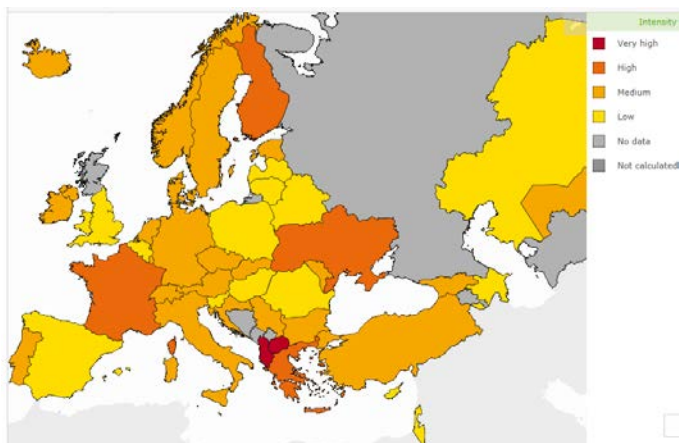 Intensity
Very high
High
Medium
Low
No data
Not calculated